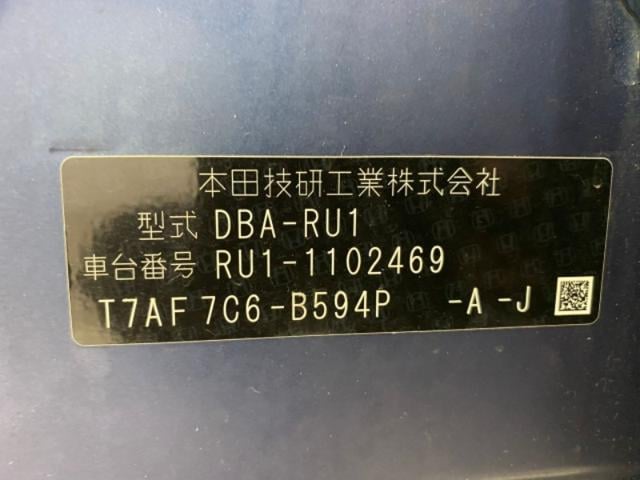 本田技研工業株式会社
型式 DBA-RU1
車台番号 RU1-1102469
T7AF 7C6-B594P -A -J